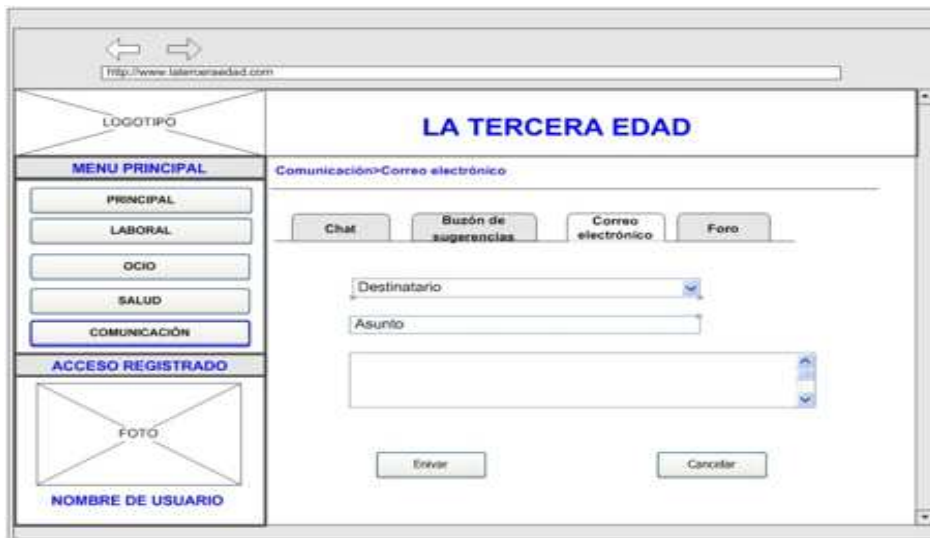 http://www.laterceraedad.com
LOGOTIPO
LA TERCERA EDAD
MENU PRINCIPAL
Comunicación>Correo electrónico
PRINCIPAL
LABORAL
OCIO
SALUD
COMUNICACIÓN
Chat
Buzón de
sugerencias
Correo
electrónico
Foro
Destinatario
Asunto
Enivar
Cancelar
ACCESO REGISTRADO
FOTO
NOMBRE DE USUARIO